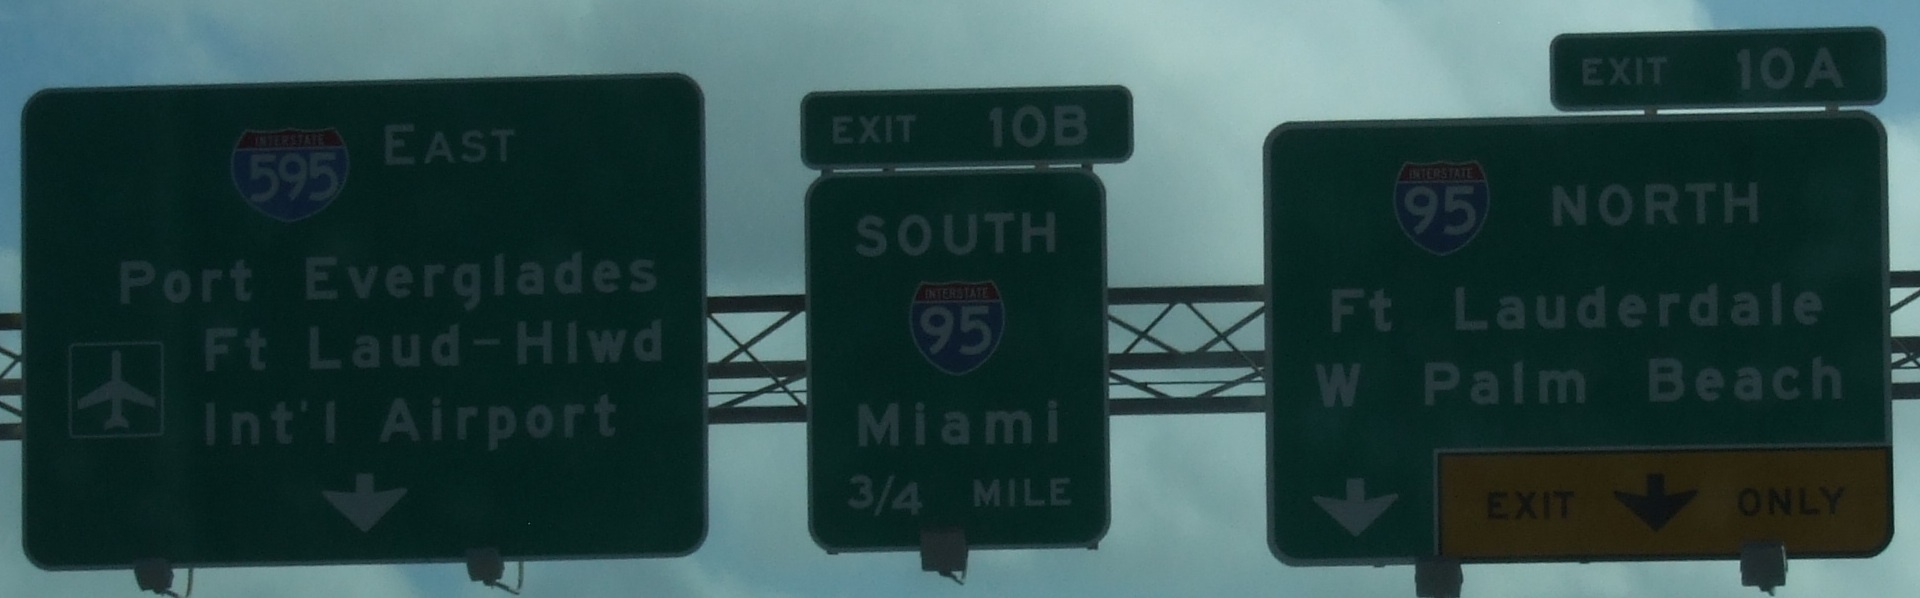 INTERSTATE
595 EAST
Port Everglades
Ft Laud-Hlwd
Int'l Airport
EXIT 10B
SOUTH
INTERSTATE
95
Miami
3/4 MILE
EXIT 10A
INTERSTATE
95 NORTH
Ft Lauderdale
W Palm Beach
EXIT ONLY